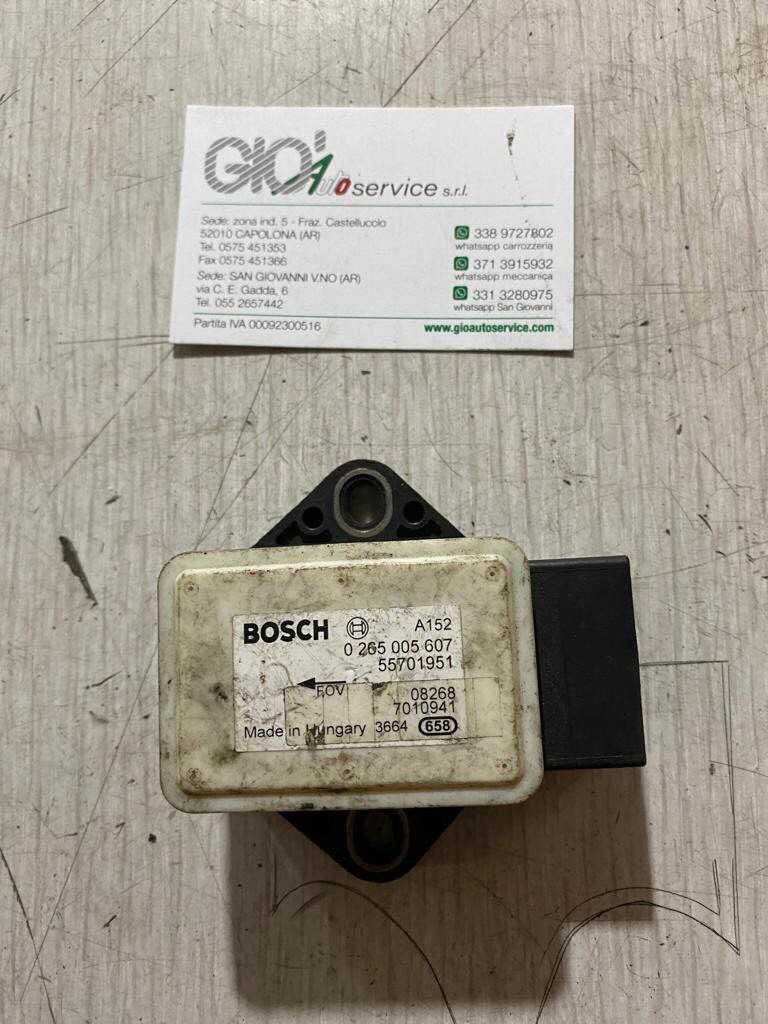 GIO' Auto service s.r.l.
Sede: zona ind. 5 - Fraz. Castelluccio
52010 CAPOLONA (AR)
Tel. 0575 451353
Fax 0575 451366
Sede: SAN GIOVANNI V.NO (AR)
via C. E. Gadda, 6
Tel. 055 2657442
Partita IVA 00092300516
338 9727802
whatsapp carrozzeria
371 3915932
whatsapp meccanica
331 3280975
whatsapp San Giovanni
www.gioautoservice.com
BOSCH A152
0 265 005 607
55701951
FOV 08268
7010941
Made in Hungary 3664 658